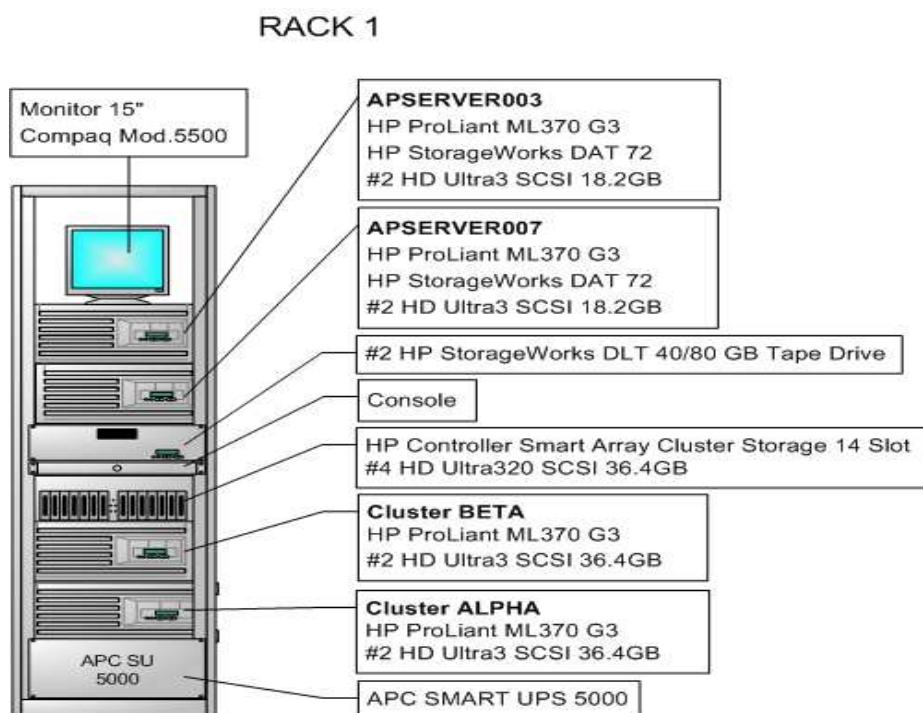 RACK 1
Monitor 15"
Compaq Mod.5500
APSERVER003
HP ProLiant ML370 G3
HP StorageWorks DAT 72
#2 HD Ultra3 SCSI 18.2GB
APSERVER007
HP ProLiant ML370 G3
HP StorageWorks DAT 72
#2 HD Ultra3 SCSI 18.2GB
#2 HP StorageWorks DLT 40/80 GB Tape Drive
Console
HP Controller Smart Array Cluster Storage 14 Slot
#4 HD Ultra320 SCSI 36.4GB
Cluster BETA
HP ProLiant ML370 G3
#2 HD Ultra3 SCSI 36.4GB
Cluster ALPHA
HP ProLiant ML370 G3
#2 HD Ultra3 SCSI 36.4GB
APC SU
5000
APC SMART UPS 5000